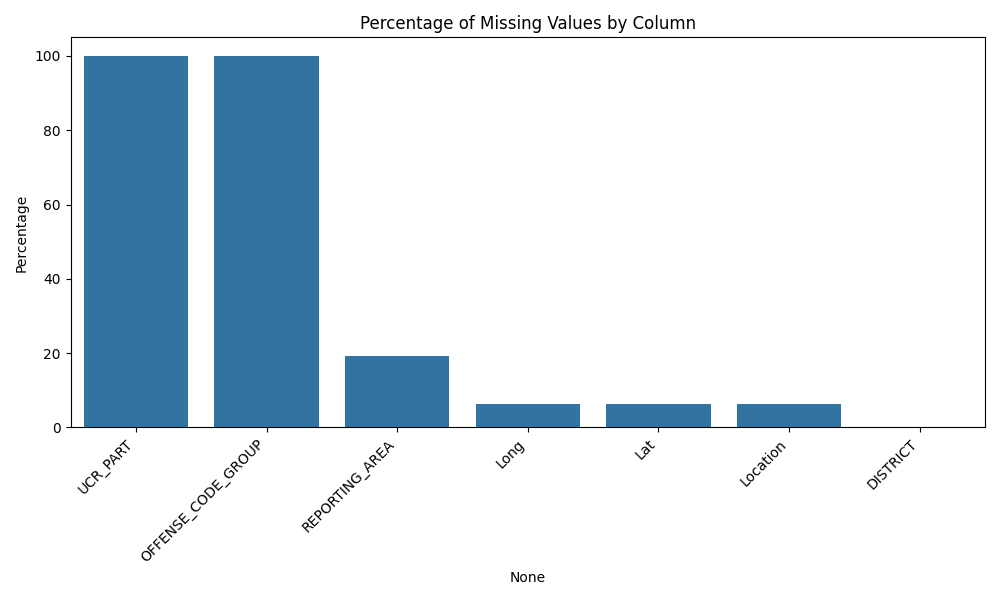 Percentage of Missing Values by Column
Percentage
100
80
60
40
20
0
UCR_PART
OFFENSE_CODE_GROUP
REPORTING_AREA
Long
Lat
Location
DISTRICT
None